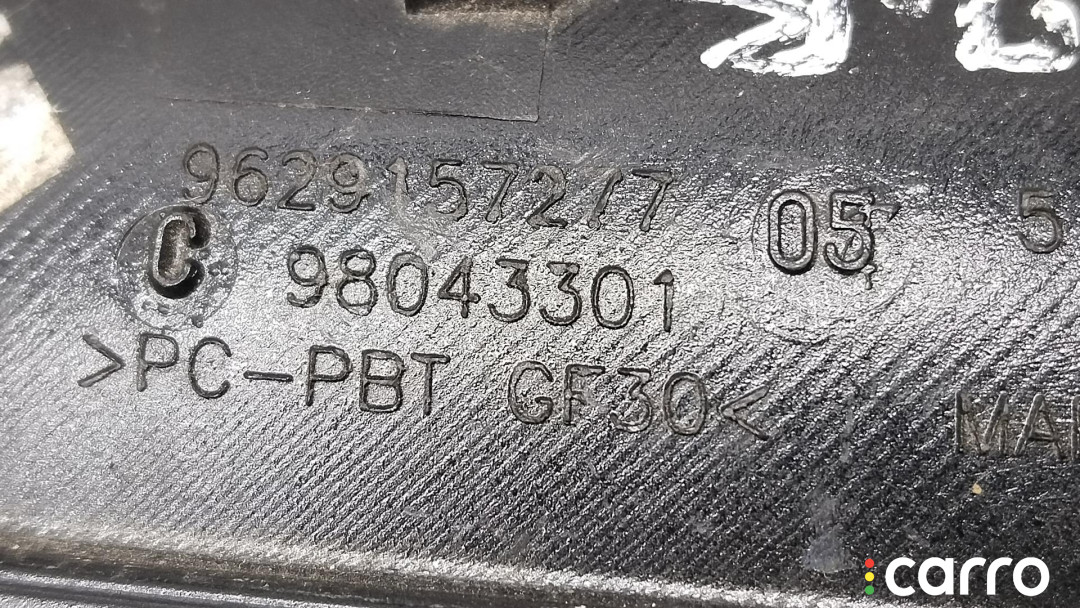 9629157277 05 5
C 98043301
>PC-PBT GF30<
carro